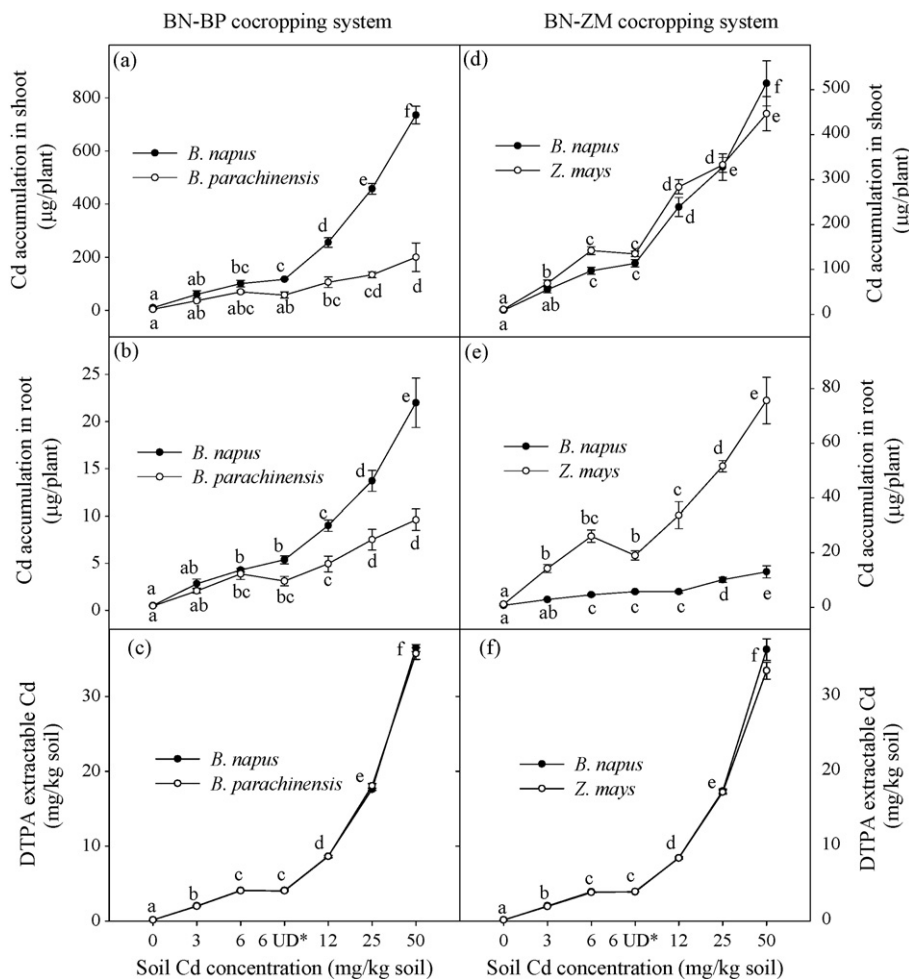 BN-BP cocropping system
BN-ZM cocropping system
(a)
Cd accumulation in shoot
(µg/plant)
800
600
400
200
0
B. napus
B. parachinensis
a ab bc c d e f
a ab abc ab bc cd d
(d)
Cd accumulation in shoot
(µg/plant)
500
400
300
200
100
0
B. napus
Z. mays
a b c c d d f
a ab c c d e e
(b)
Cd accumulation in root
(µg/plant)
25
20
15
10
5
0
B. napus
B. parachinensis
a ab b b c d e
a ab bc bc c d d
(e)
Cd accumulation in root
(µg/plant)
80
60
40
20
0
B. napus
Z. mays
a b bc b c d e
a ab c c c d e
(c)
DTPA extractable Cd
(mg/kg soil)
30
20
10
0
B. napus
B. parachinensis
a b c c d e f
(f)
DTPA extractable Cd
(mg/kg soil)
30
20
10
0
B. napus
Z. mays
a b c c d e f
0 3 6 6 UD* 12 25 50
0 3 6 6 UD* 12 25 50
Soil Cd concentration (mg/kg soil)
Soil Cd concentration (mg/kg soil)